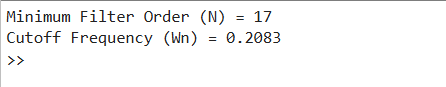 Minimum Filter Order (N) = 17
Cutoff Frequency (Wn) = 0.2083
>>